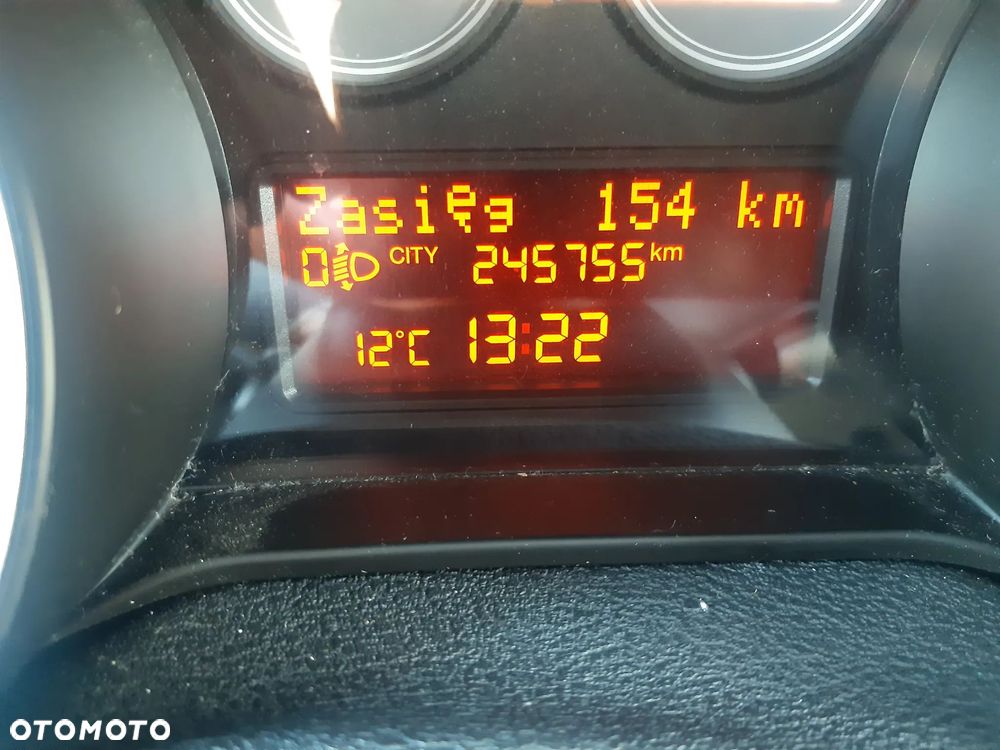 Zasięg 154 km
0 CITY 245755 km
12°C 13:22
OTOMOTO